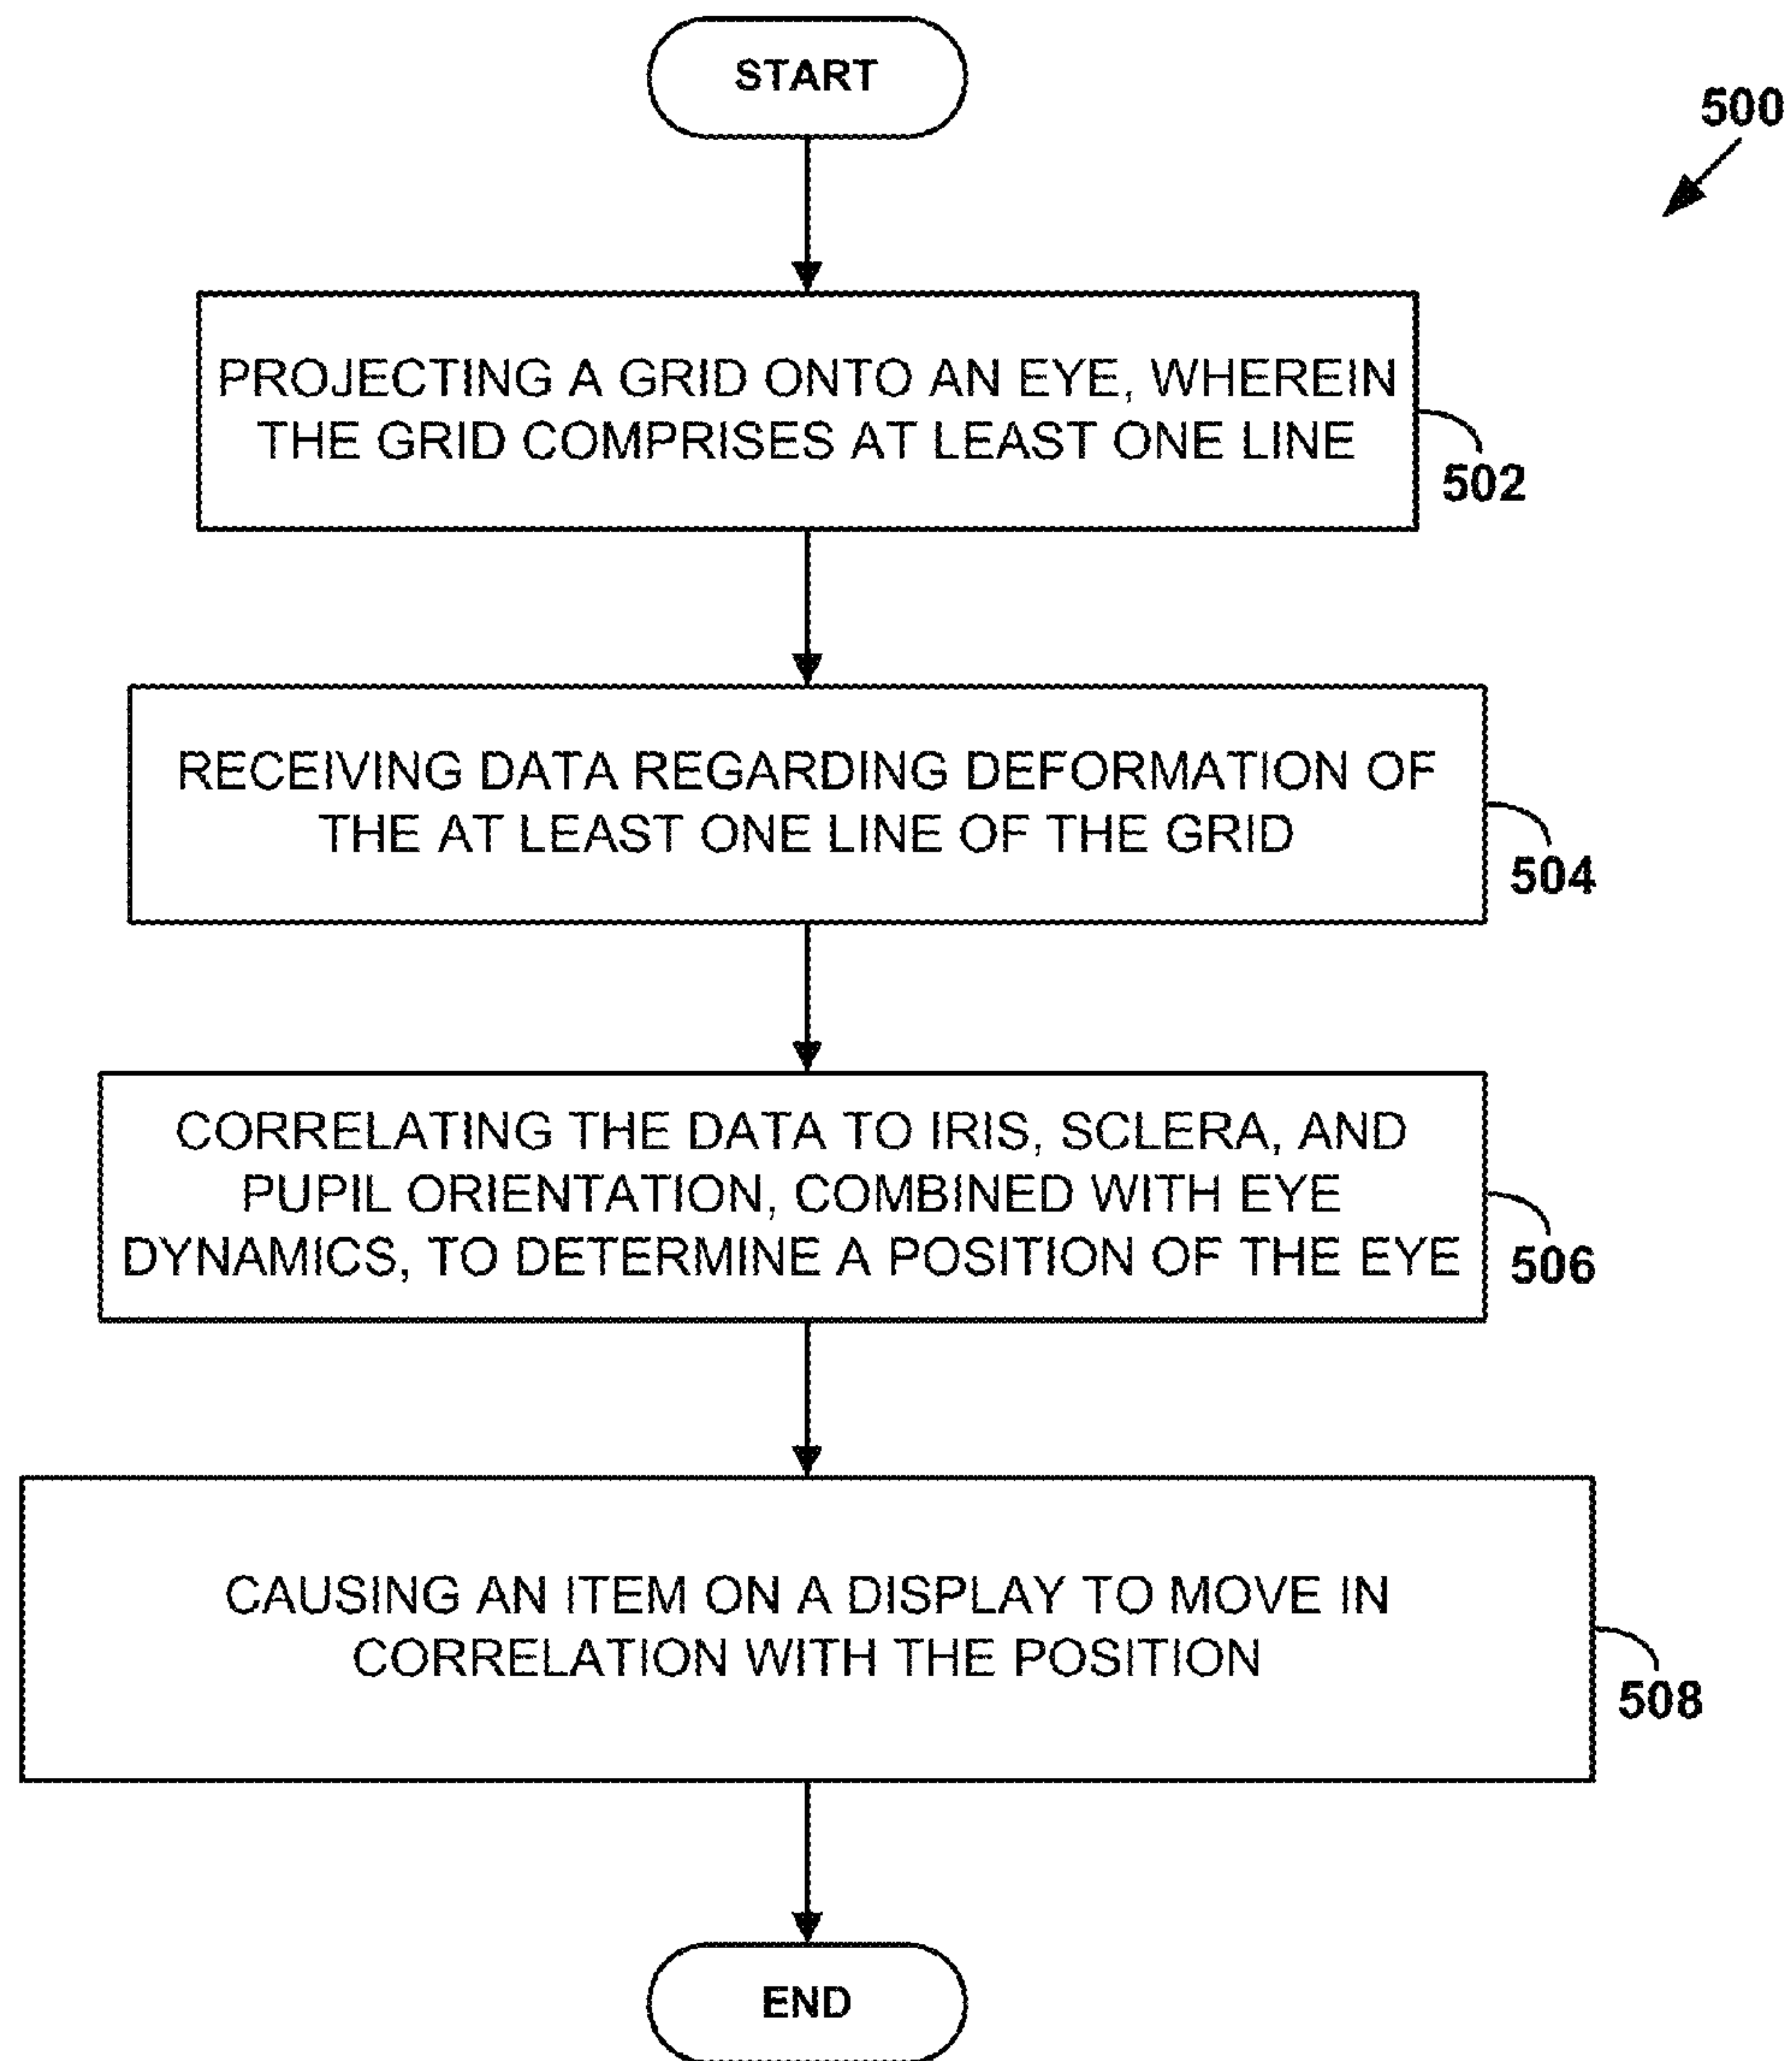 START
500
PROJECTING A GRID ONTO AN EYE, WHEREIN
THE GRID COMPRISES AT LEAST ONE LINE
502
RECEIVING DATA REGARDING DEFORMATION OF
THE AT LEAST ONE LINE OF THE GRID
504
CORRELATING THE DATA TO IRIS, SCLERA, AND
PUPIL ORIENTATION, COMBINED WITH EYE
DYNAMICS, TO DETERMINE A POSITION OF THE EYE
506
CAUSING AN ITEM ON A DISPLAY TO MOVE IN
CORRELATION WITH THE POSITION
508
END